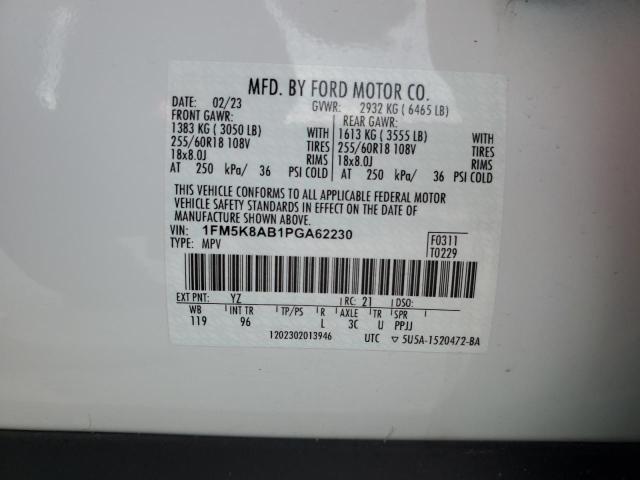 MFD. BY FORD MOTOR CO.
DATE: 02/23 GVWR: 2932 KG ( 6465 LB)
FRONT GAWR: REAR GAWR:
1383 KG ( 3050 LB) WITH 1613 KG ( 3555 LB) WITH
255/60R18 108V TIRES 255/60R18 108V TIRES
18x8.0J RIMS 18x8.0J RIMS
AT 250 kPa/ 36 PSI COLD AT 250 kPa/ 36 PSI COLD
THIS VEHICLE CONFORMS TO ALL APPLICABLE FEDERAL MOTOR
VEHICLE SAFETY STANDARDS IN EFFECT ON THE DATE OF
MANUFACTURE SHOWN ABOVE.
VIN: 1FM5K8AB1PGA62230 F0311
TYPE: MPV T0229
EXT PNT: YZ RC: 21 DSO:
WB INT TR TP/PS R AXLE TR SPR
119 96 L 3C U PPJJ
1202302013946 UTC ▽ 5U5A-1520472-BA